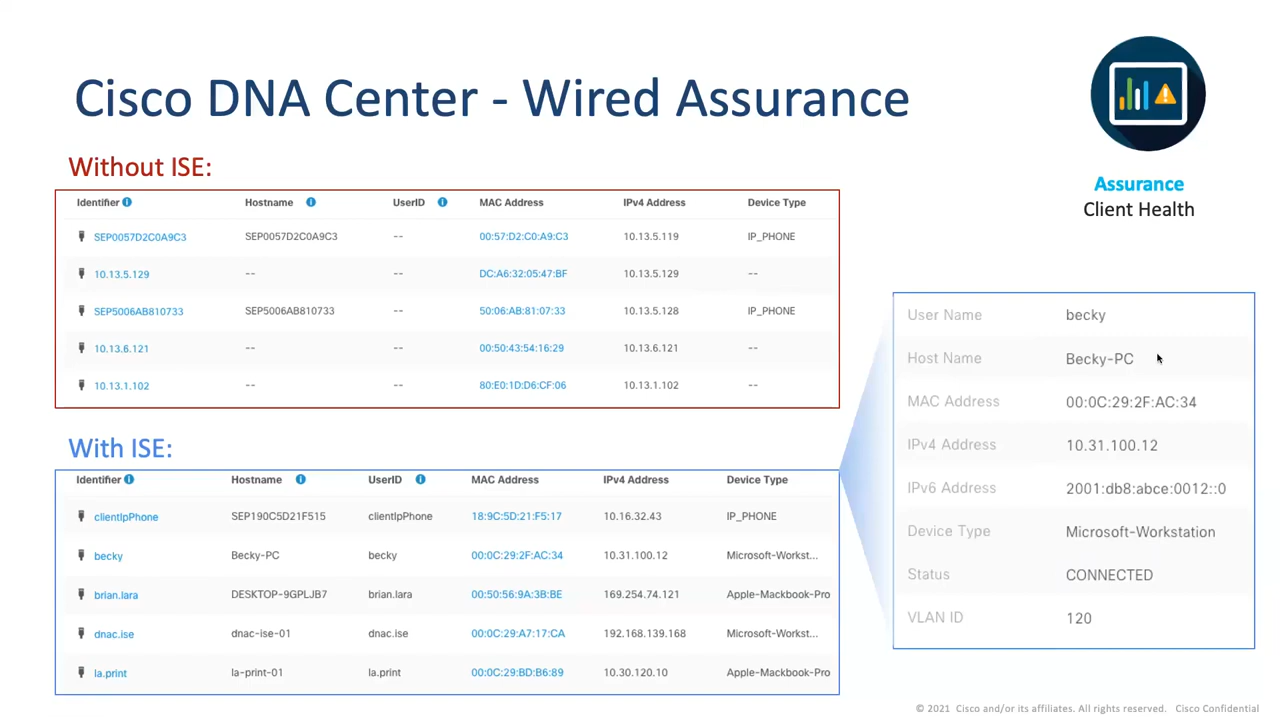 Cisco DNA Center - Wired Assurance
Assurance
Client Health
Without ISE:
Identifier Hostname UserID MAC Address IPv4 Address Device Type
SEP0057D2C0A9C3 SEP0057D2C0A9C3 -- 00:57:D2:C0:A9:C3 10.13.5.119 IP_PHONE
10.13.5.129 -- -- DC:A6:32:05:47:BF 10.13.5.129 --
SEP5006AB810733 SEP5006AB810733 -- 50:06:AB:81:07:33 10.13.5.128 IP_PHONE
10.13.6.121 -- -- 00:50:43:54:16:29 10.13.6.121 --
10.13.1.102 -- -- 80:E0:1D:D6:CF:06 10.13.1.102 --
With ISE:
Identifier Hostname UserID MAC Address IPv4 Address Device Type
clientIpPhone SEP190C5D21F515 clientIpPhone 18:9C:5D:21:F5:17 10.16.32.43 IP_PHONE
becky Becky-PC becky 00:0C:29:2F:AC:34 10.31.100.12 Microsoft-Workst...
brian.lara DESKTOP-9GPLJB7 brian.lara 00:50:56:9A:3B:BE 169.254.74.121 Apple-Mackbook-Pro
dnac.ise dnac-ise-01 dnac.ise 00:0C:29:A7:17:CA 192.168.139.168 Microsoft-Workst...
la.print la-print-01 la.print 00:0C:29:BD:B6:89 10.30.120.10 Apple-Mackbook-Pro
User Name becky
Host Name Becky-PC
MAC Address 00:0C:29:2F:AC:34
IPv4 Address 10.31.100.12
IPv6 Address 2001:db8:abce:0012::0
Device Type Microsoft-Workstation
Status CONNECTED
VLAN ID 120
© 2021 Cisco and/or its affiliates. All rights reserved. Cisco Confidential